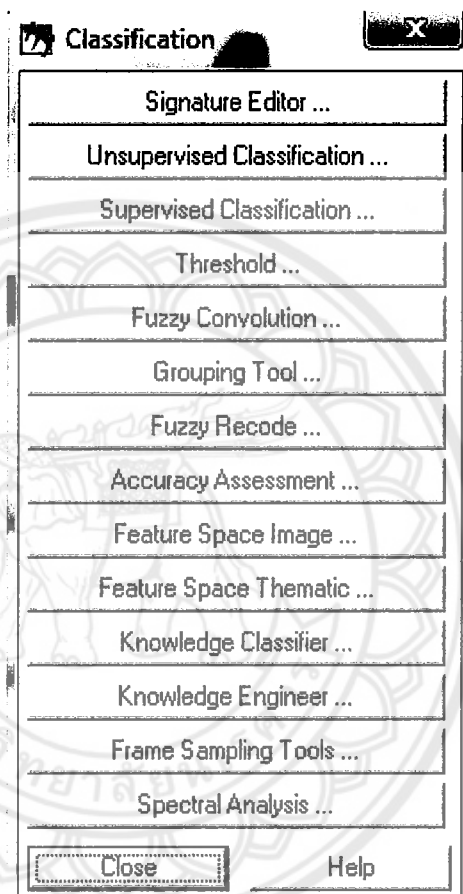 Classification
Signature Editor ...
Unsupervised Classification ...
Supervised Classification ...
Threshold ...
Fuzzy Convolution ...
Grouping Tool ...
Fuzzy Recode ...
Accuracy Assessment ...
Feature Space Image ...
Feature Space Thematic ...
Knowledge Classifier ...
Knowledge Engineer ...
Frame Sampling Tools ...
Spectral Analysis ...
Close Help